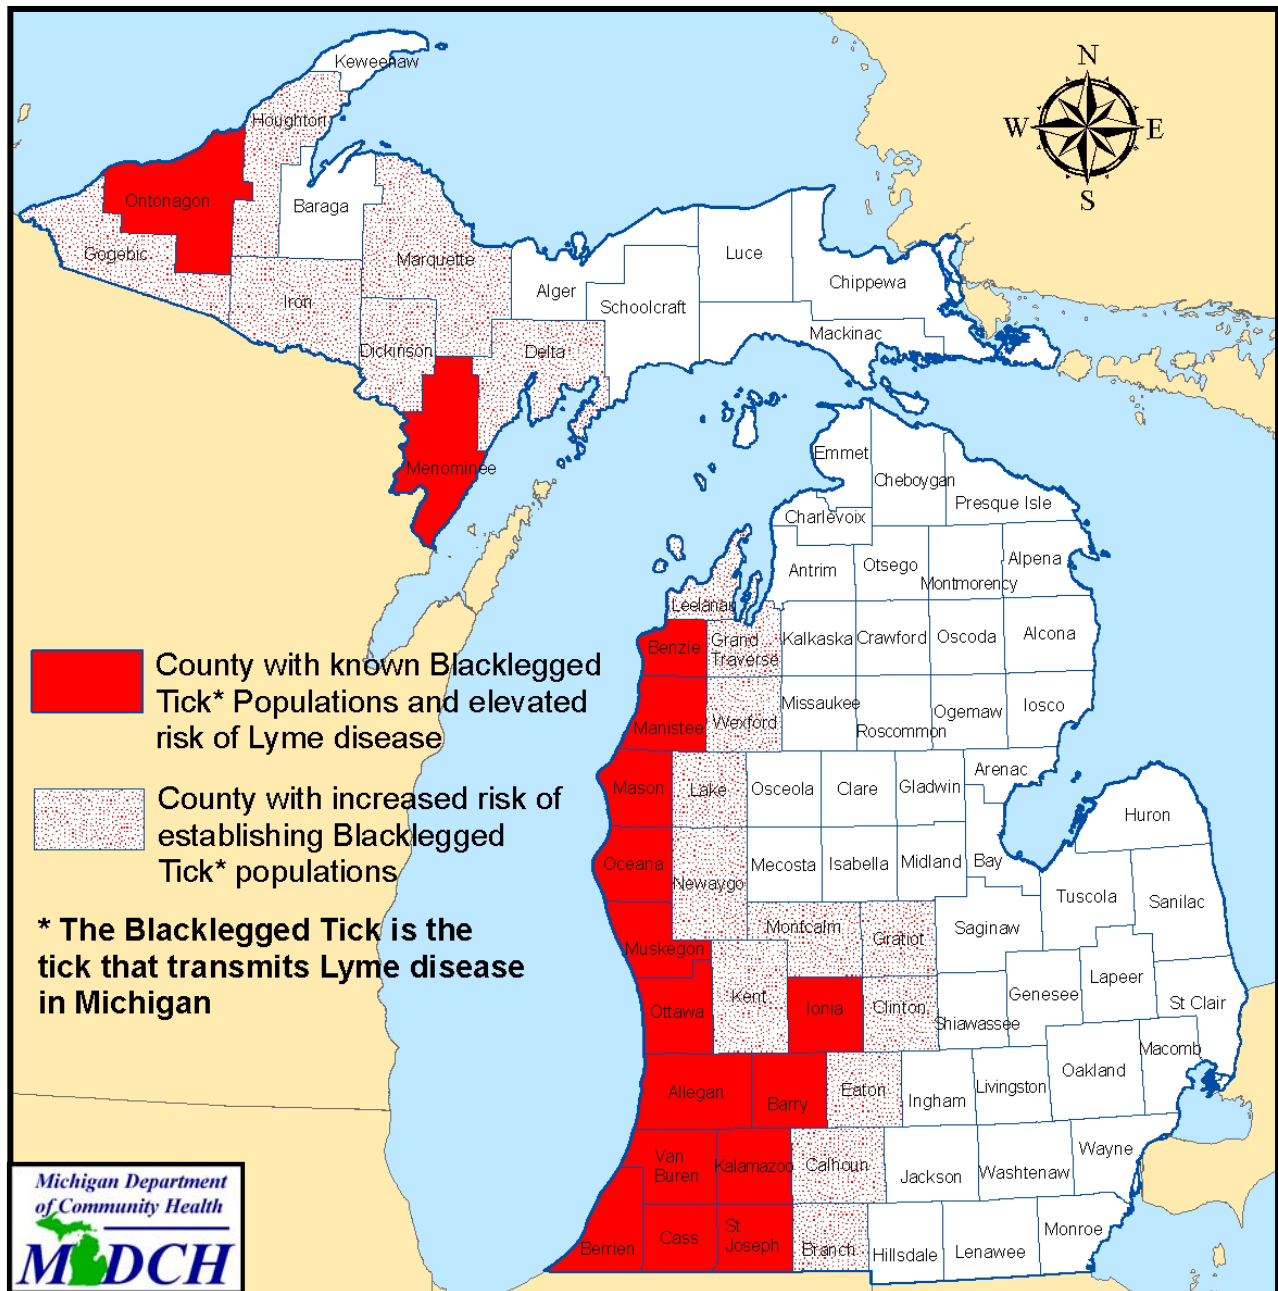 N
W
E
S
Keweenaw
Houghton
Ontonagon
Baraga
Gogebic
Marquette
Iron
Alger
Luce
Chippewa
Schoolcraft
Mackinac
Dickinson
Delta
Menominee
Emmet
Cheboygan
Presque Isle
Charlevoix
Antrim
Otsego
Montmorency
Alpena
Leelanau
Benzie
Grand
Traverse
Kalkaska
Crawford
Oscoda
Alcona
Manistee
Wexford
Missaukee
Roscommon
Ogemaw
Iosco
Arenac
Mason
Lake
Osceola
Clare
Gladwin
Huron
Oceana
Newaygo
Mecosta
Isabella
Midland
Bay
Tuscola
Sanilac
Muskegon
Montcalm
Gratiot
Saginaw
Ottawa
Kent
Ionia
Clinton
Shiawassee
Genesee
Lapeer
St Clair
Allegan
Barry
Eaton
Ingham
Livingston
Oakland
Macomb
Van
Buren
Kalamazoo
Calhoun
Jackson
Washtenaw
Wayne
Berrien
Cass
St
Joseph
Branch
Hillsdale
Lenawee
Monroe
County with known Blacklegged
Tick* Populations and elevated
risk of Lyme disease
County with increased risk of
establishing Blacklegged
Tick* populations
* The Blacklegged Tick is the
tick that transmits Lyme disease
in Michigan
Michigan Department
of Community Health
MDCH